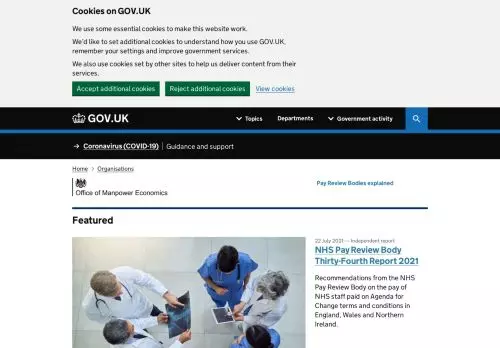 Cookies on GOV.UK
We use some essential cookies to make this website work.
We'd like to set additional cookies to understand how you use GOV.UK,
remember your settings and improve government services.
We also use cookies set by other sites to help us deliver content from their
services.
Accept additional cookies Reject additional cookies View cookies
GOV.UK Topics Departments Government activity
Coronavirus (COVID-19) Guidance and support
Home Organisations
Office of Manpower Economics Pay Review Bodies explained
Featured
22 July 2021 — Independent report
NHS Pay Review Body
Thirty-Fourth Report 2021
Recommendations from the NHS
Pay Review Body on the pay of
NHS staff paid on Agenda for
Change terms and conditions in
England, Wales and Northern
Ireland.